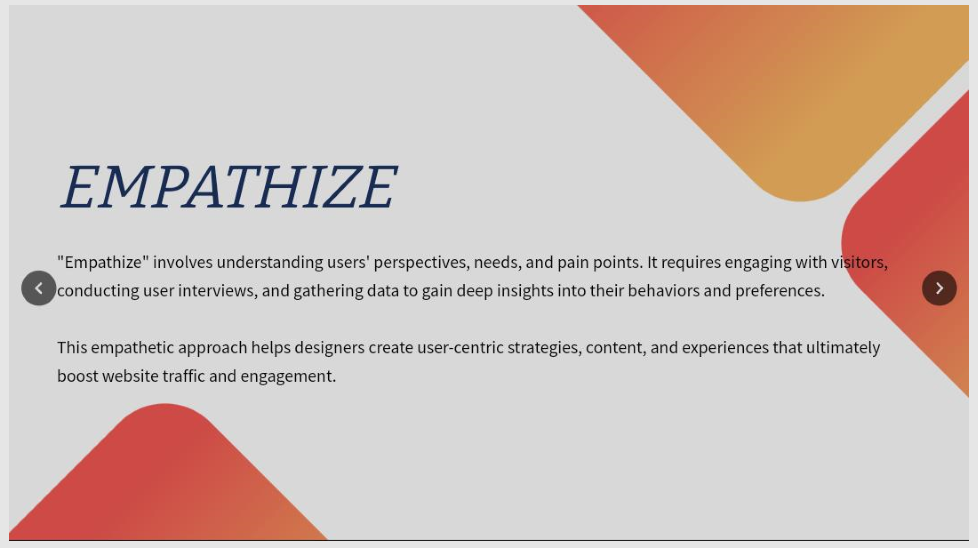 EMPATHIZE
"Empathize" involves understanding users' perspectives, needs, and pain points. It requires engaging with visitors,
conducting user interviews, and gathering data to gain deep insights into their behaviors and preferences.
This empathetic approach helps designers create user-centric strategies, content, and experiences that ultimately
boost website traffic and engagement.